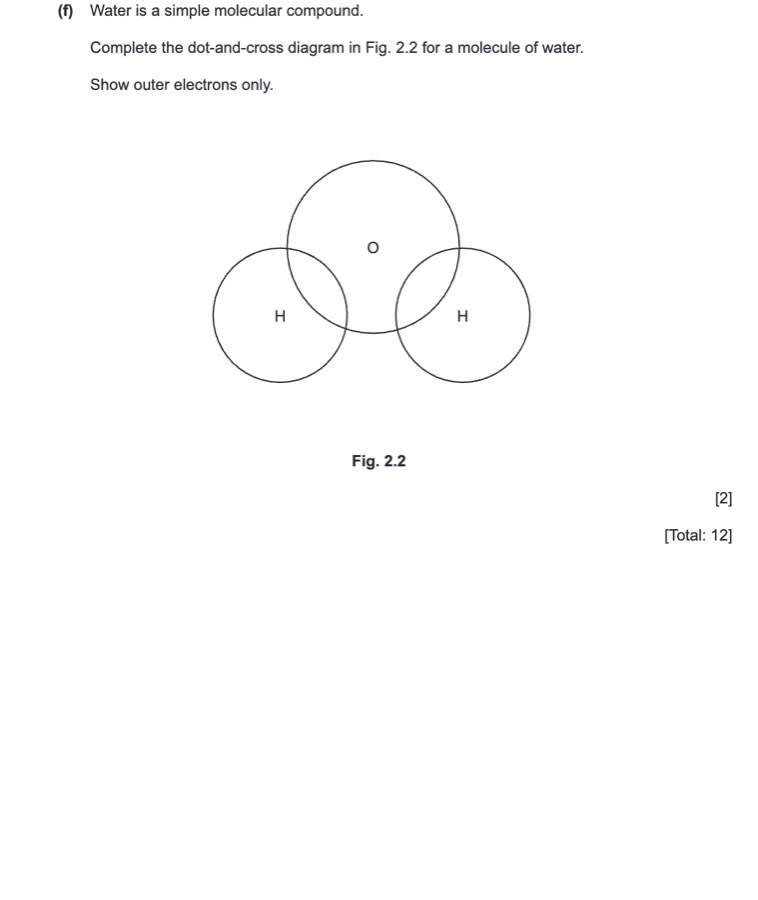 (f) Water is a simple molecular compound.
Complete the dot-and-cross diagram in Fig. 2.2 for a molecule of water.
Show outer electrons only.
O
H H
Fig. 2.2
[2]
[Total: 12]